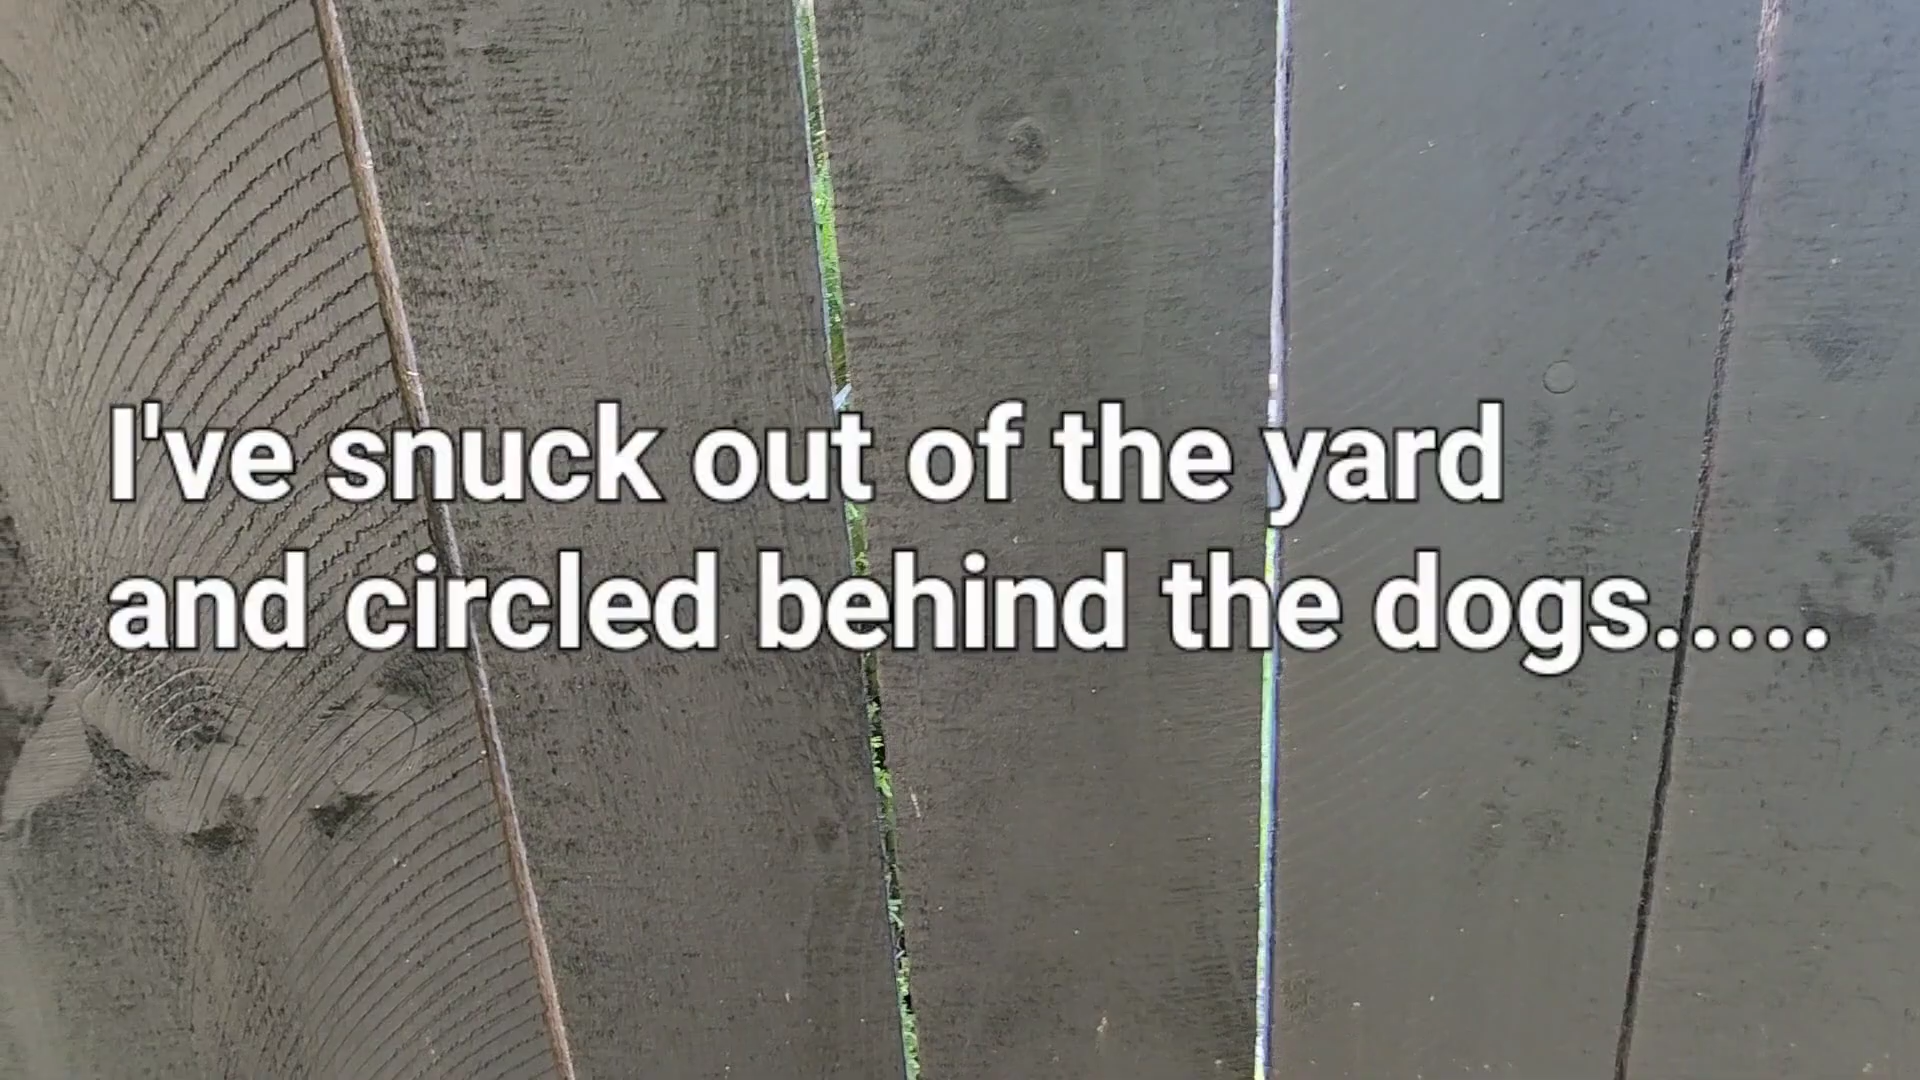 I've snuck out of the yard
and circled behind the dogs.....